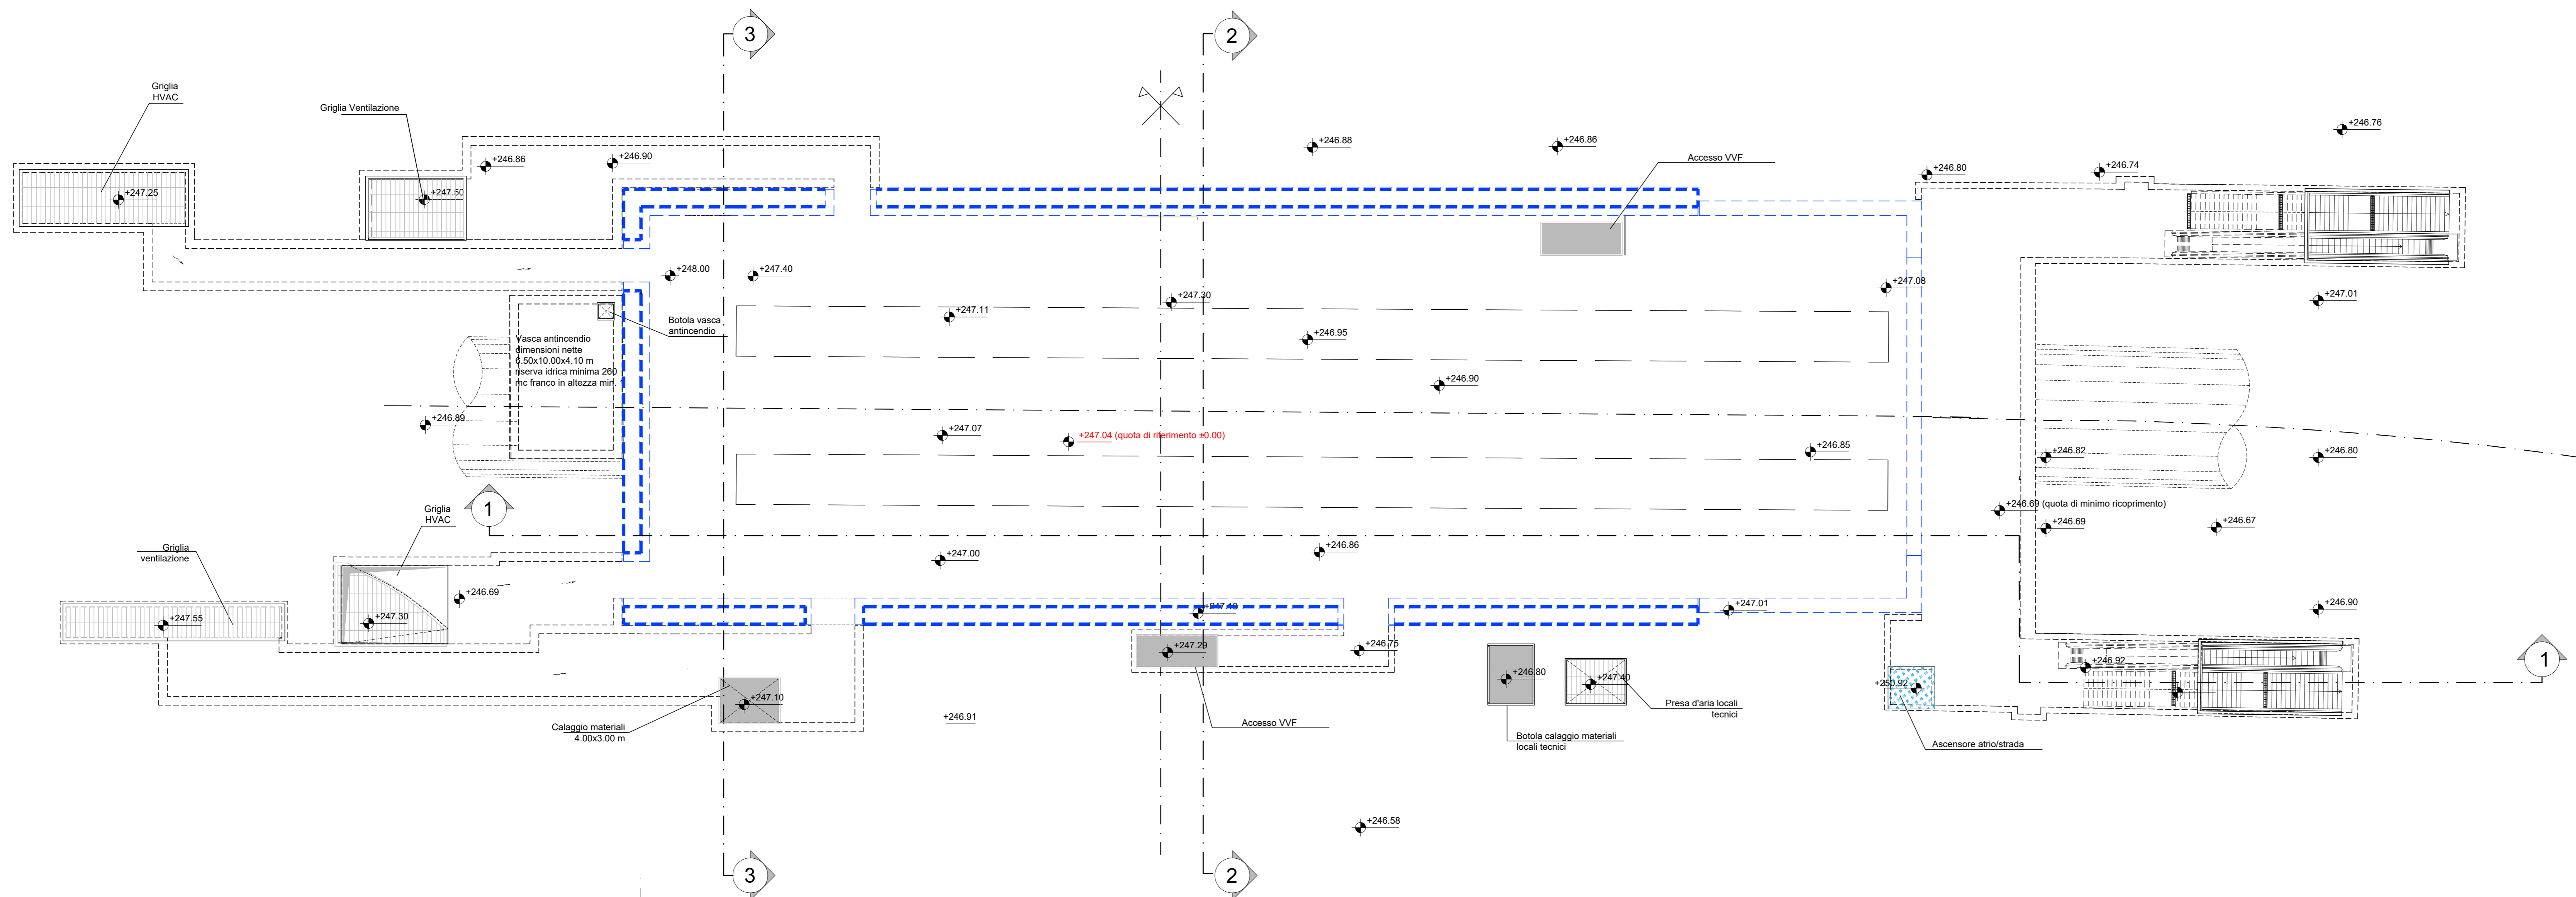 3
2
Griglia
HVAC
Griglia Ventilazione
+246.88
+246.86
+246.76
+246.86
+246.90
Accesso VVF
+246.80
+246.74
+247.25
+247.50
+248.00
+247.40
+247.30
+247.08
+247.01
+247.11
Botola vasca
antincendio
+246.95
Vasca antincendio
dimensioni nette
6.50x10.00x4.10 m
riserva idrica minima 260
mc franco in altezza min.
+246.90
+246.89
+247.07
+247.04 (quota di riferimento ±0.00)
+246.85
+246.82
+246.80
1
Griglia
HVAC
+246.69 (quota di minimo ricoprimento)
+246.69
+246.67
Griglia
ventilazione
+247.00
+246.86
+246.69
+247.55
+247.30
+247.01
+246.90
+247.29
+246.75
+246.80
+247.40
+246.92
1
+247.10
Presa d'aria locali
tecnici
+246.91
Calaggio materiali
4.00x3.00 m
Accesso VVF
Botola calaggio materiali
locali tecnici
Ascensore atrio/strada
+246.58
3
2